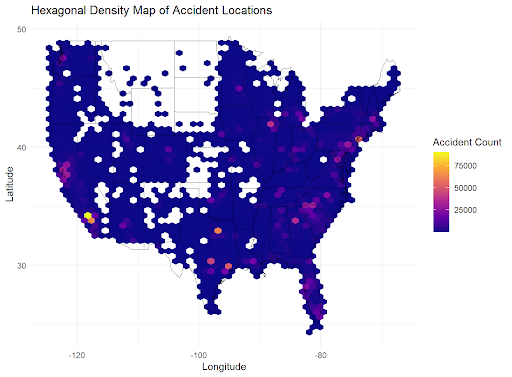 Hexagonal Density Map of Accident Locations
50
40
30
Latitude
-120
-100
-80
Longitude
Accident Count
75000
50000
25000